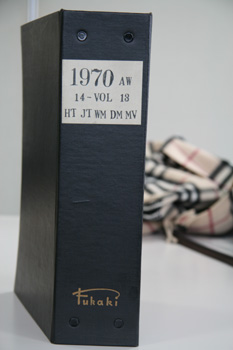 1970 AW
14-VOL 13
HT JT WM DM MV
Fukaki